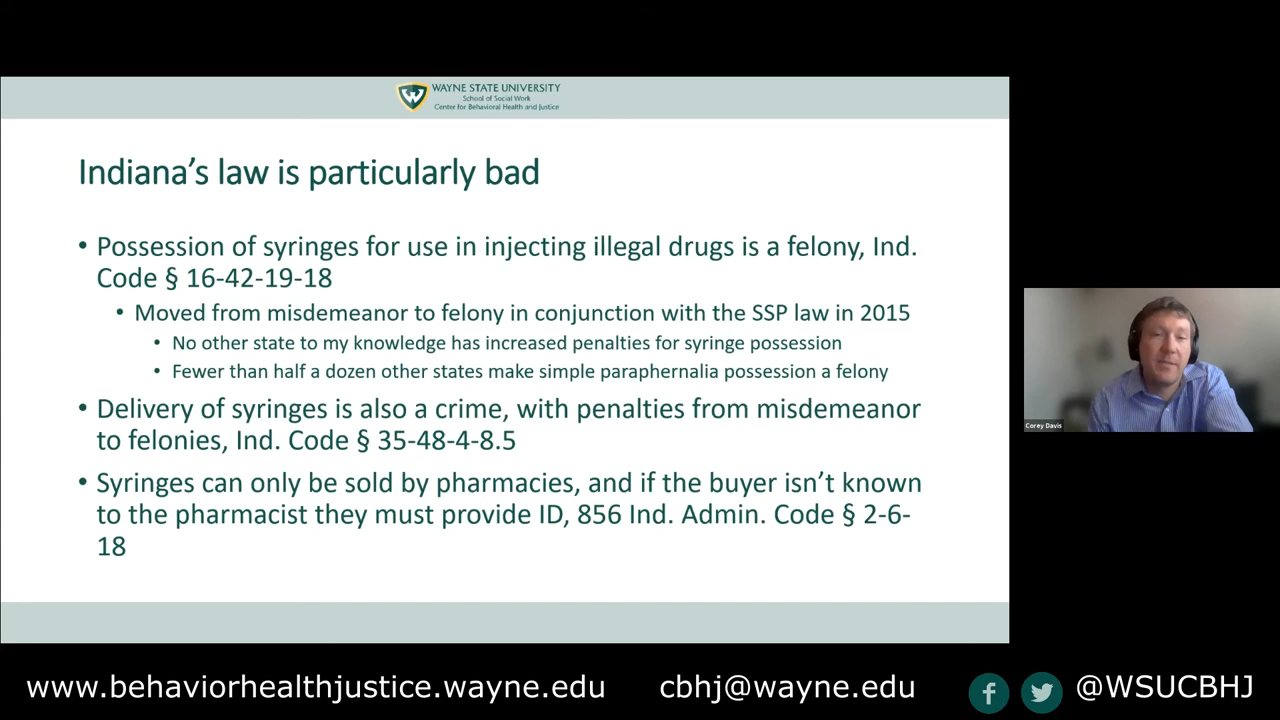 WAYNE STATE UNIVERSITY
School of Social Work
Center for Behavioral Health and Justice
Indiana’s law is particularly bad
• Possession of syringes for use in injecting illegal drugs is a felony, Ind.
Code § 16-42-19-18
• Moved from misdemeanor to felony in conjunction with the SSP law in 2015
• No other state to my knowledge has increased penalties for syringe possession
• Fewer than half a dozen other states make simple paraphernalia possession a felony
• Delivery of syringes is also a crime, with penalties from misdemeanor
to felonies, Ind. Code § 35-48-4-8.5
• Syringes can only be sold by pharmacies, and if the buyer isn’t known
to the pharmacist they must provide ID, 856 Ind. Admin. Code § 2-6-
18
Corey Davis
www.behaviorhealthjustice.wayne.edu cbhj@wayne.edu @WSUCBHJ